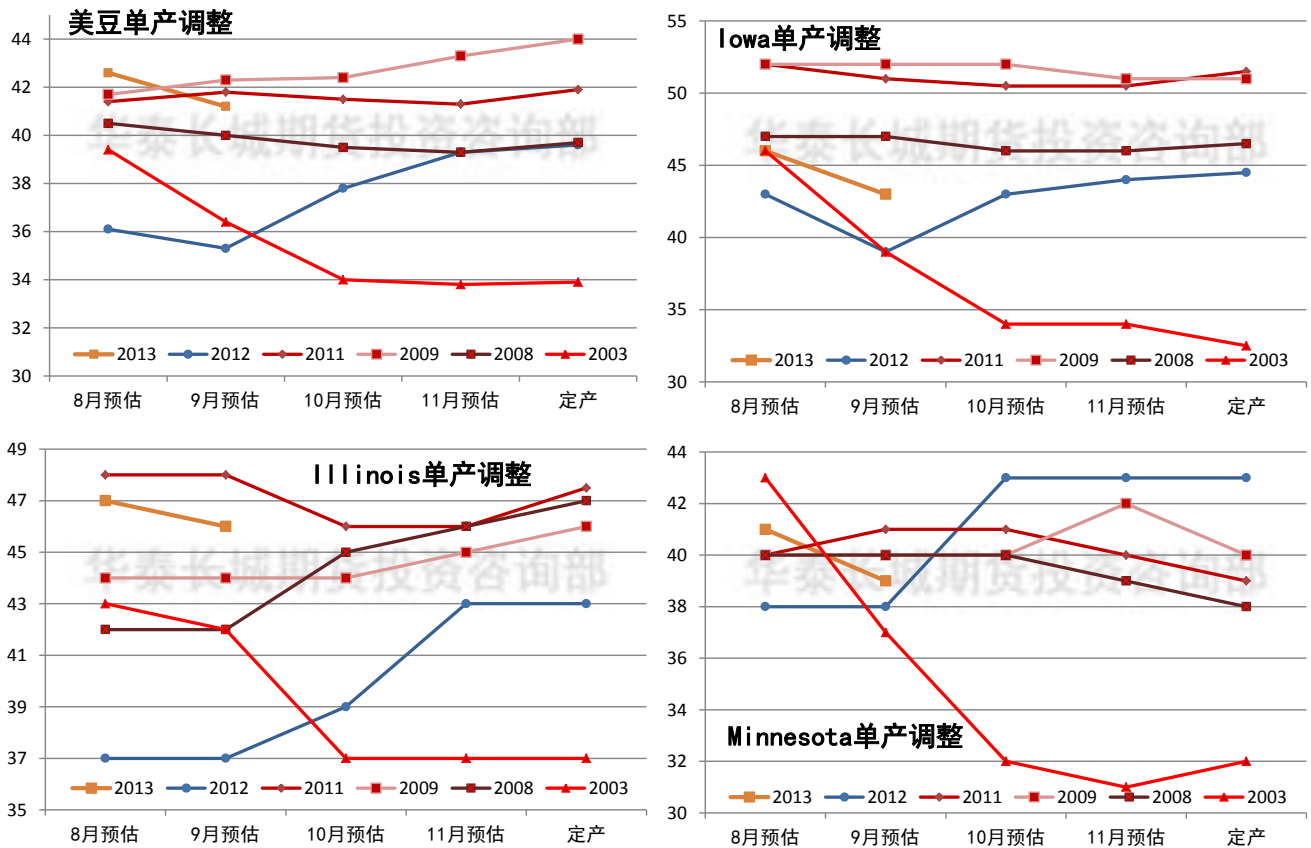 美豆单产调整
44
42
40
38
36
34
32
30
华泰长城期货投资咨询部
2013 2012 2011 2009 2008 2003
8月预估 9月预估 10月预估 11月预估 定产
Iowa单产调整
55
50
45
40
35
30
华泰长城期货投资咨询部
2013 2012 2011 2009 2008 2003
8月预估 9月预估 10月预估 11月预估 定产
Illinois单产调整
49
47
45
43
41
39
37
35
华泰长城期货投资咨询部
2013 2012 2011 2009 2008 2003
8月预估 9月预估 10月预估 11月预估 定产
44
42
40
38
36
34
32
30
华泰长城期货投资咨询部
Minnesota单产调整
2013 2012 2011 2009 2008 2003
8月预估 9月预估 10月预估 11月预估 定产